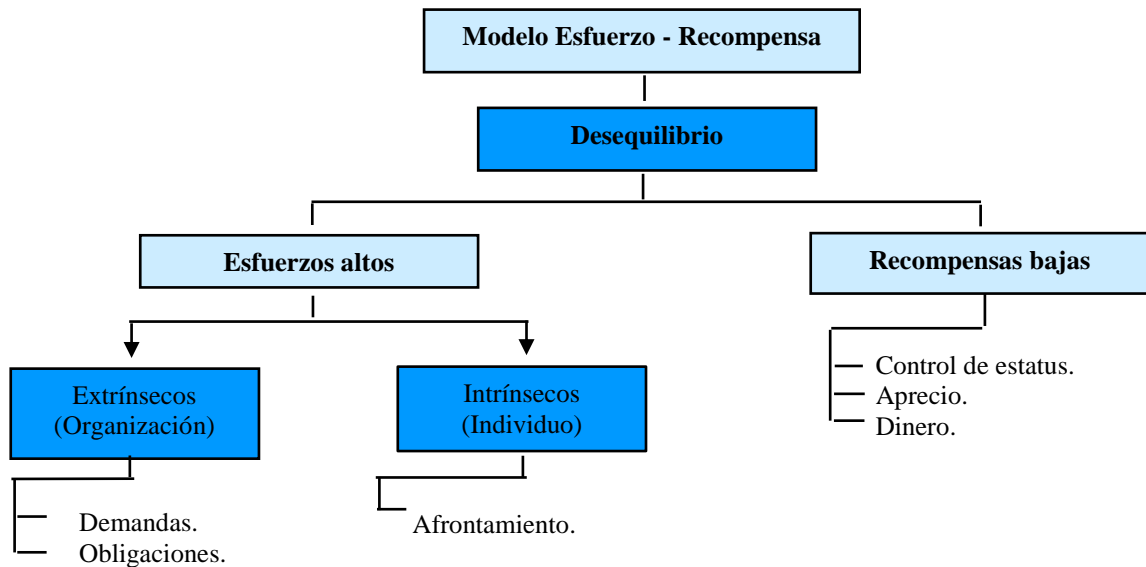 Modelo Esfuerzo - Recompensa
Desequilibrio
Esfuerzos altos
Recompensas bajas
Extrínsecos
(Organización)
Intrínsecos
(Individuo)
Control de estatus.
Aprecio.
Dinero.
Demandas.
Obligaciones.
Afrontamiento.